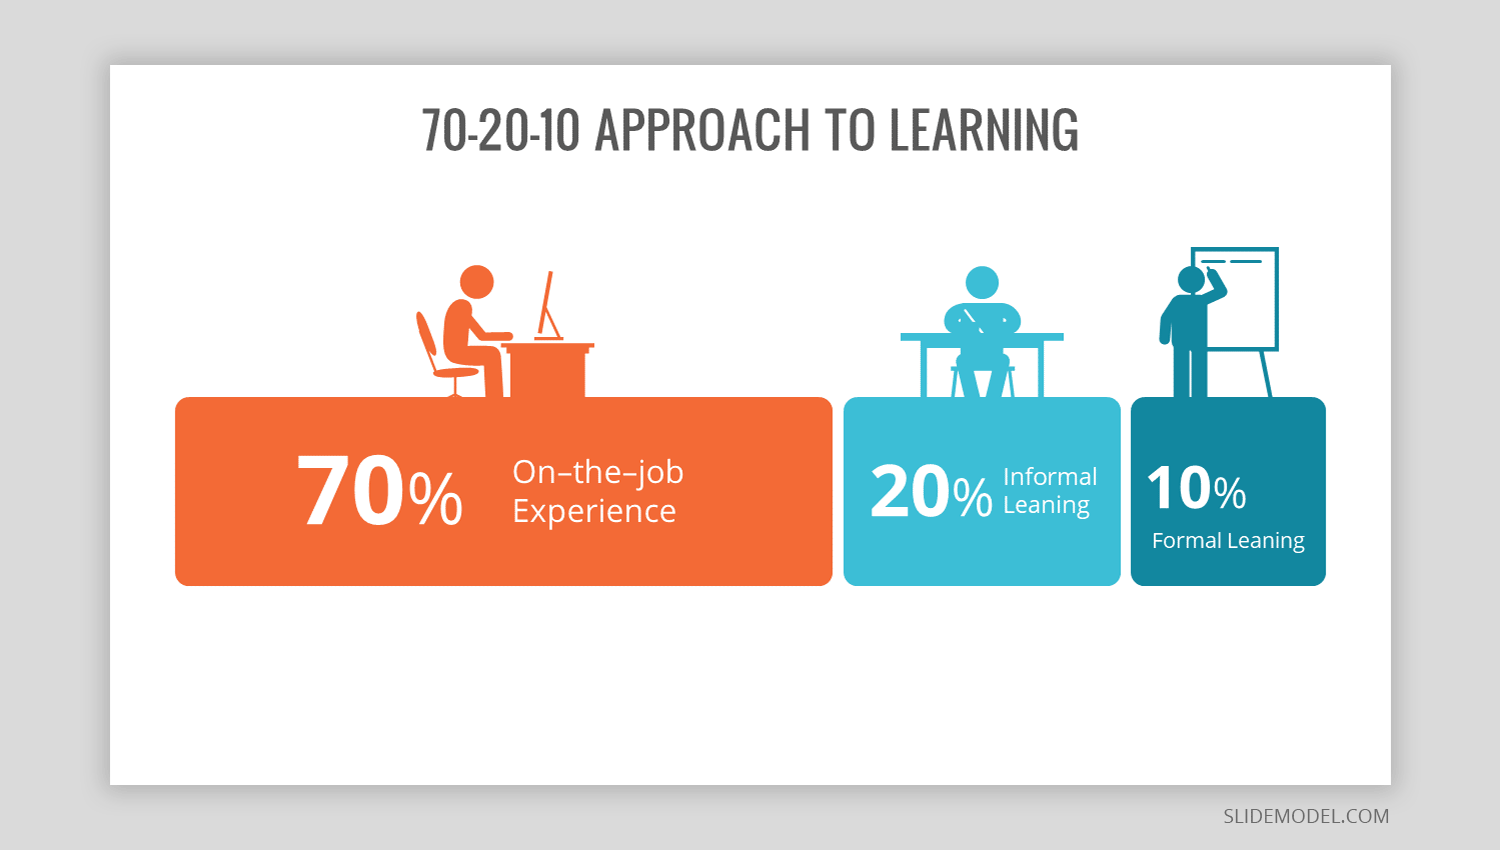 70-20-10 APPROACH TO LEARNING
70% On–the–job
Experience
20% Informal
Leaning
10%
Formal Leaning
SLIDEMODEL.COM